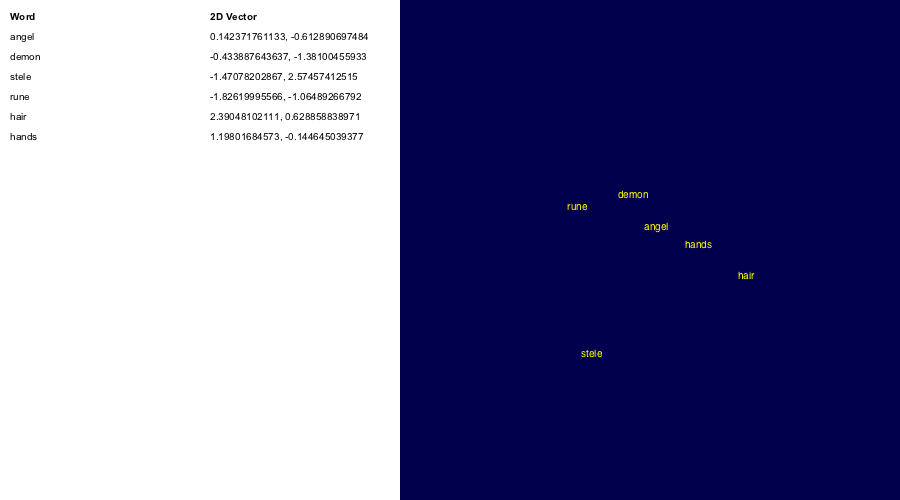 Word 2D Vector
angel 0.142371761133, -0.612890697484
demon -0.433887643637, -1.38100455933
stele -1.47078202867, 2.57457412515
rune -1.82619995566, -1.06489266792
hair 2.39048102111, 0.628858838971
hands 1.19801684573, -0.144645039377
demon
rune
angel
hands
hair
stele